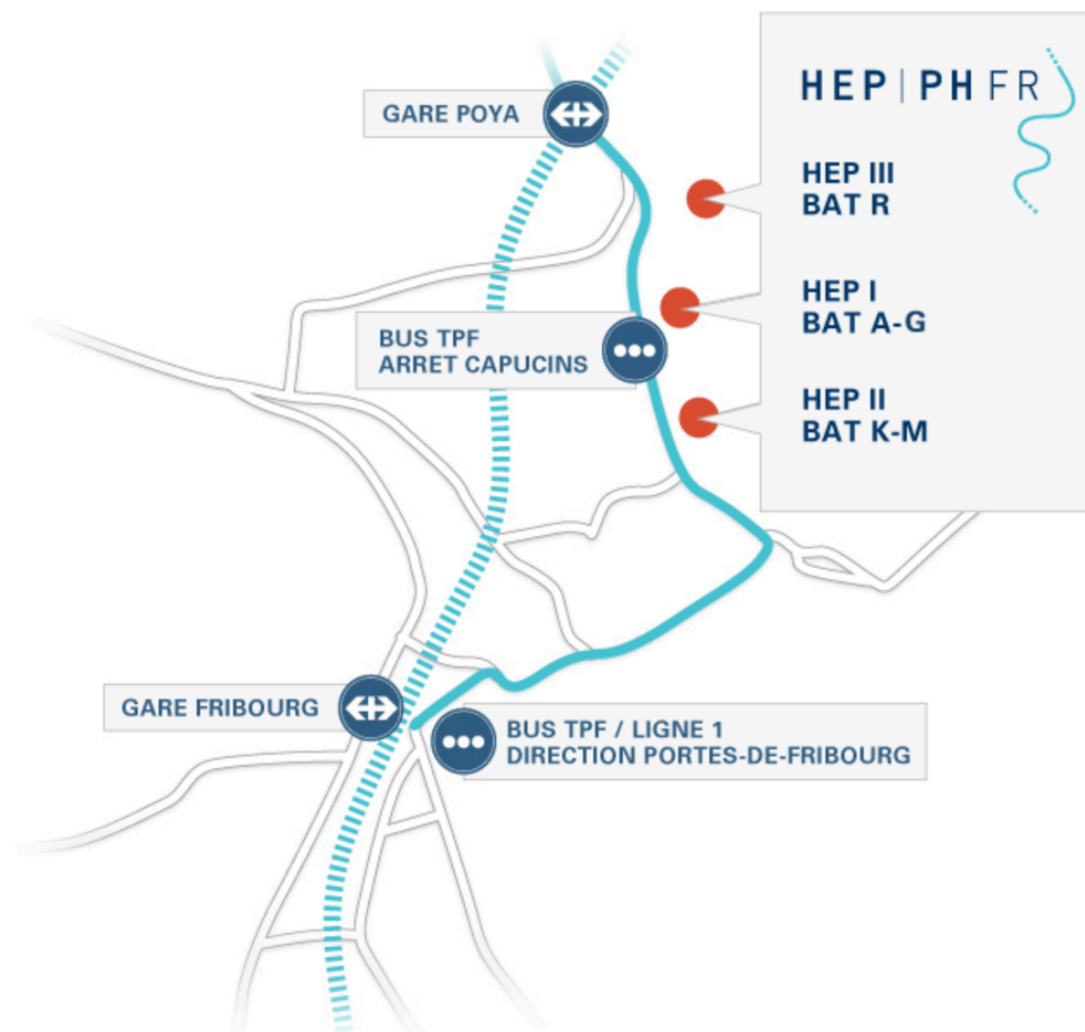 HEP | PH FR
GARE POYA
HEP III
BAT R
HEP I
BAT A-G
BUS TPF
ARRET CAPUCINS
HEP II
BAT K-M
GARE FRIBOURG
BUS TPF / LIGNE 1
DIRECTION PORTES-DE-FRIBOURG